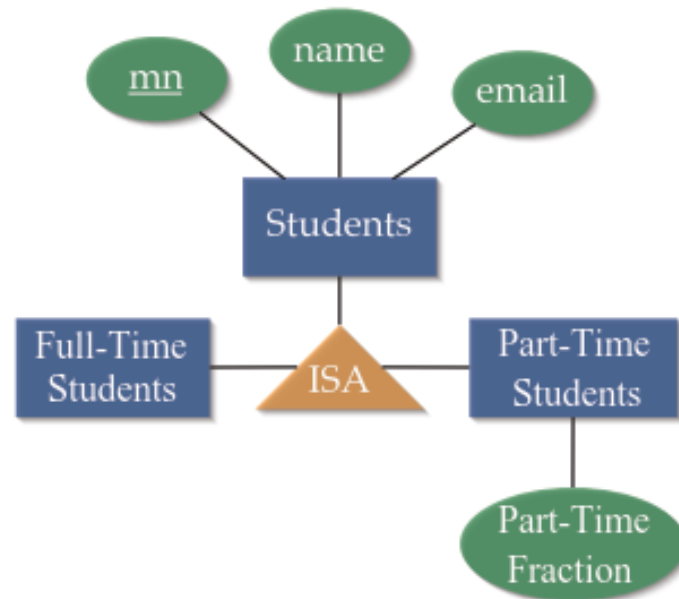 mn
name
email
Students
Full-Time
Students
ISA
Part-Time
Students
Part-Time
Fraction